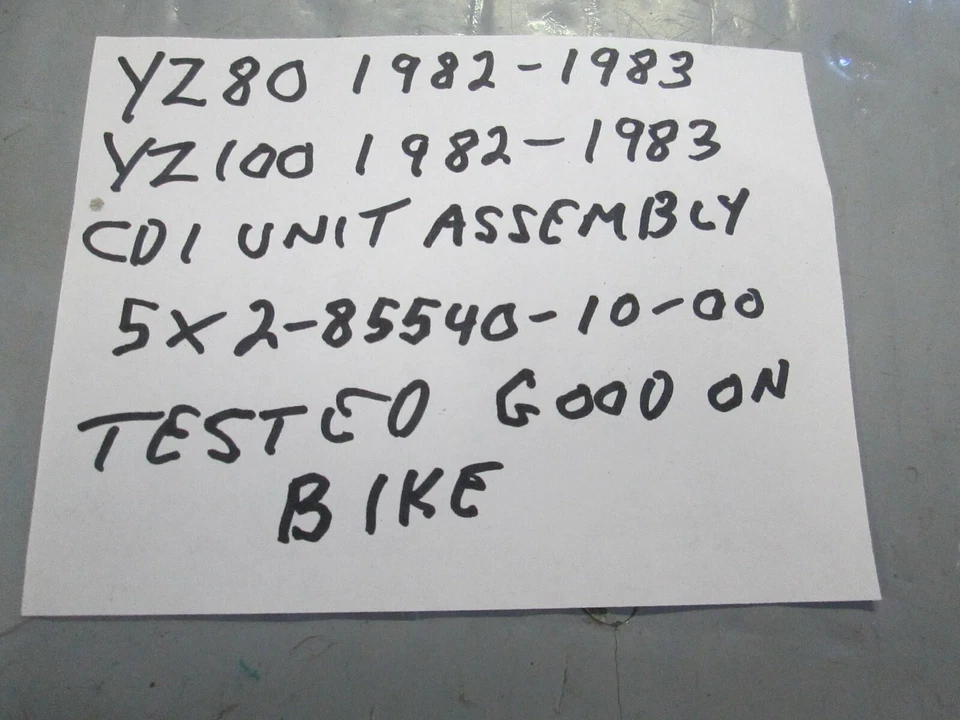 YZ80 1982-1983
YZ100 1982-1983
CDI UNIT ASSEMBLY
5X2-85540-10-00
TESTED GOOD ON
BIKE